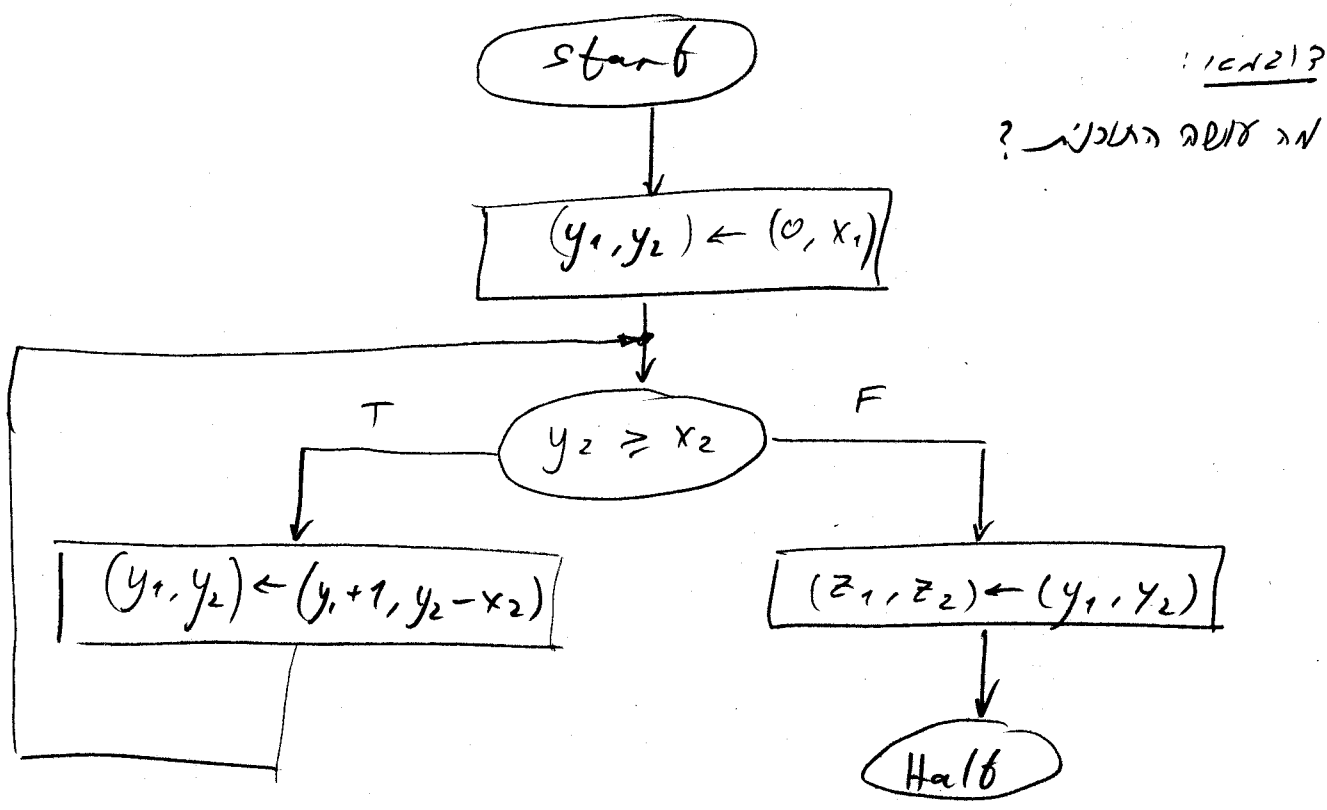 start
דוגמא:
מה עושה התוכנית ?
(y₁, y₂) ← (0, x₁)
T
F
y₂ ≥ x₂
(y₁, y₂) ← (y₁+1, y₂-x₂)
(z₁, z₂) ← (y₁, y₂)
Halt